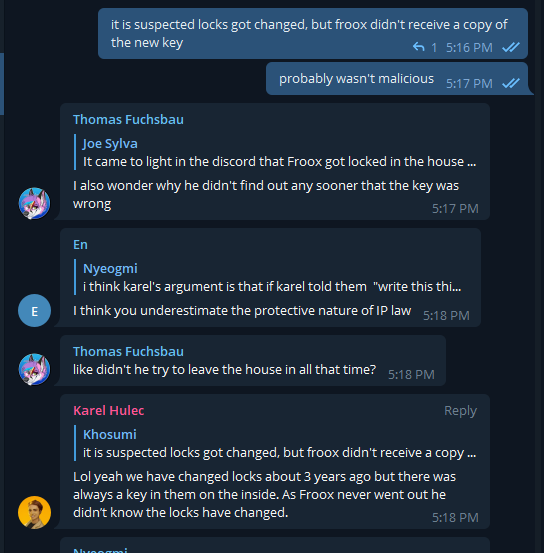 it is suspected locks got changed, but froox didn't receive a copy of
the new key
1 5:16 PM
probably wasn't malicious 5:17 PM
Thomas Fuchsbau
Joe Sylva
It came to light in the discord that Froox got locked in the house ...
I also wonder why he didn't find out any sooner that the key was
wrong
5:17 PM
En
Nyeogmi
i think karel's argument is that if karel told them "write this thi...
I think you underestimate the protective nature of IP law 5:18 PM
E
Thomas Fuchsbau
like didn't he try to leave the house in all that time? 5:18 PM
Karel Hulec Reply
Khosumi
it is suspected locks got changed, but froox didn't receive a copy ...
Lol yeah we have changed locks about 3 years ago but there was
always a key in them on the inside. As Froox never went out he
didn't know the locks have changed.
5:18 PM
Nyeogmi